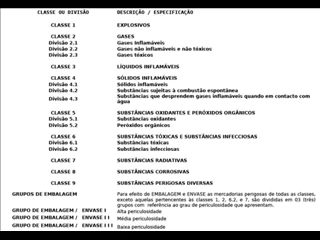 CLASSE OU DIVISÃO DESCRIÇÃO / ESPECIFICAÇÃO
CLASSE 1 EXPLOSIVOS
CLASSE 2 GASES
Divisão 2.1 Gases inflamáveis
Divisão 2.2 Gases não inflamáveis e não tóxicos
Divisão 2.3 Gases tóxicos
CLASSE 3 LÍQUIDOS INFLAMÁVEIS
CLASSE 4 SÓLIDOS INFLAMÁVEIS
Divisão 4.1 Sólidos inflamáveis
Divisão 4.2 Substâncias sujeitas à combustão espontânea
Divisão 4.3 Substâncias que desprendem gases inflamáveis quando em contacto com
água
CLASSE 5 SUBSTÂNCIAS OXIDANTES E PERÓXIDOS ORGÂNICOS
Divisão 5.1 Substâncias oxidantes
Divisão 5.2 Peróxidos orgânicos
CLASSE 6 SUBSTÂNCIAS TÓXICAS E SUBSTÂNCIAS INFECCIOSAS
Divisão 6.1 Substâncias tóxicas
Divisão 6.2 Substâncias infecciosas
CLASSE 7 SUBSTÂNCIAS RADIATIVAS
CLASSE 8 SUBSTÂNCIAS CORROSIVAS
CLASSE 9 SUBSTÂNCIAS PERIGOSAS DIVERSAS
GRUPOS DE EMBALAGEM Para efeito de EMBALAGEM E ENVASE as mercadorias perigosas de todas as classes,
exceto aquelas pertencentes às classes 1, 2, 6.2, e 7, são divididas em 03 (três)
grupos com referência ao grau de periculosidade que apresentam.
GRUPO DE EMBALAGEM / ENVASE I Alta periculosidade
GRUPO DE EMBALAGEM / ENVASE II Média periculosidade
GRUPO DE EMBALAGEM / ENVASE III Baixa periculosidade